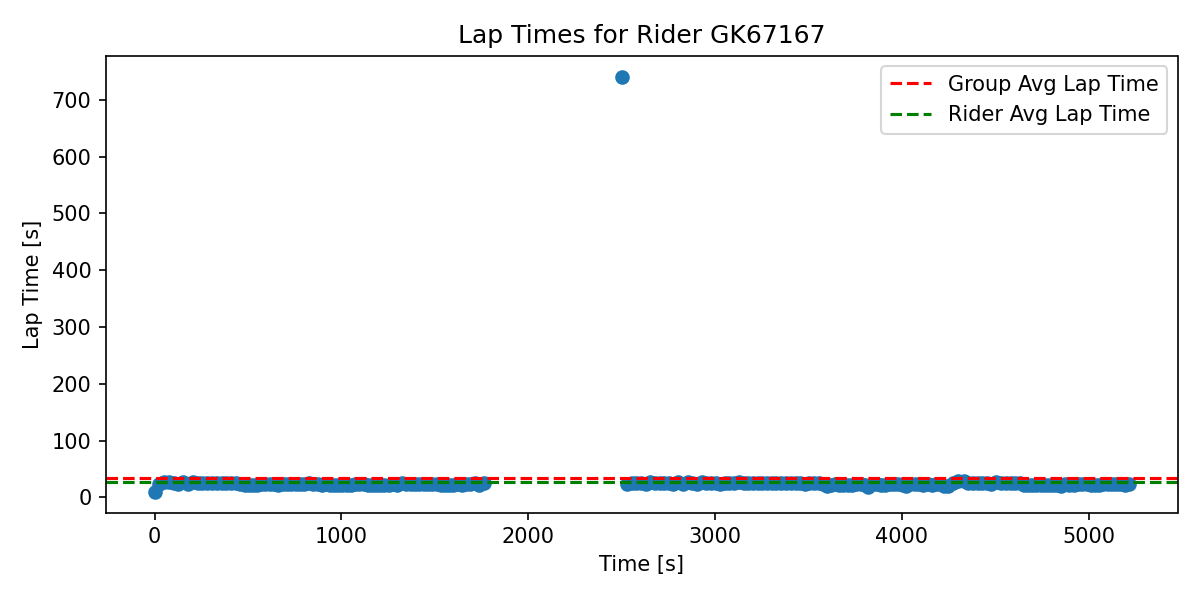 Lap Times for Rider GK67167
Group Avg Lap Time
Rider Avg Lap Time
Lap Time [s]
700
600
500
400
300
200
100
0
0 1000 2000 3000 4000 5000
Time [s]